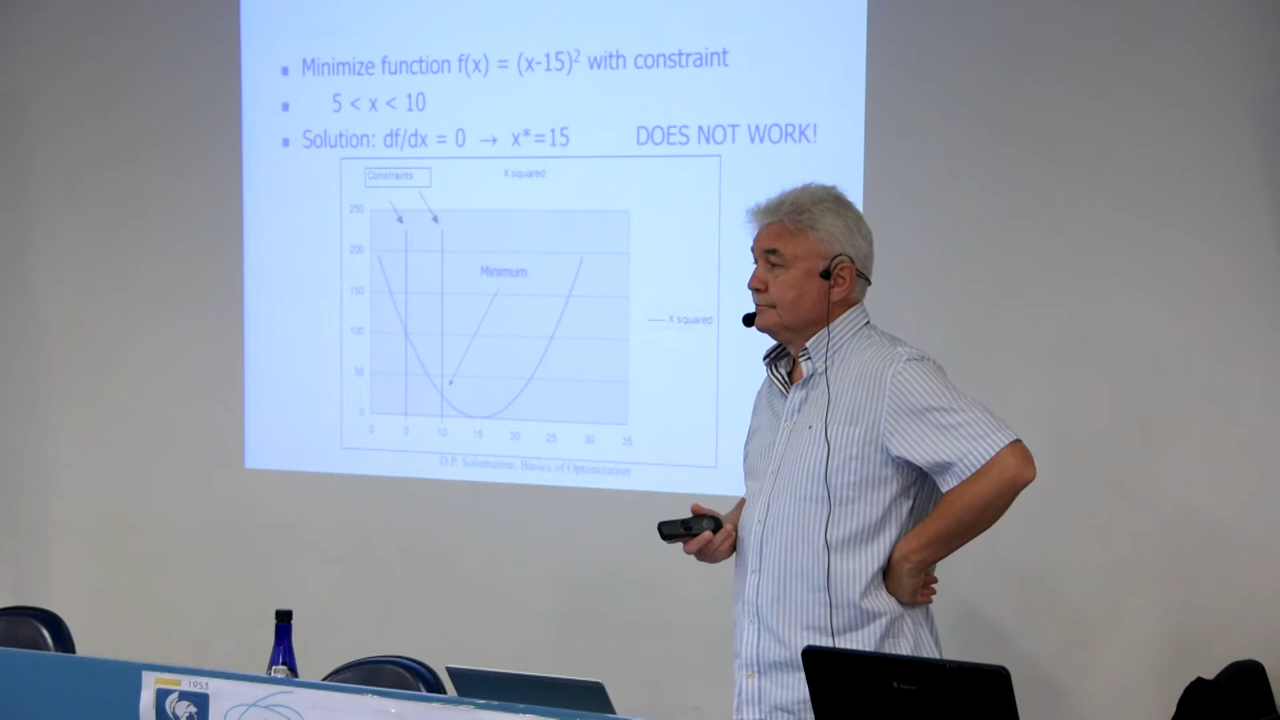 ▪ Minimize function f(x) = (x-15)² with constraint
▪ 5 < x < 10
▪ Solution: df/dx = 0 → x*=15 DOES NOT WORK!
Constraints
X squared
250
200
150
100
50
0
Minimum
X squared
0 5 10 15 20 25 30 35
D.P. Solomatine. Basics of Optimization
1953